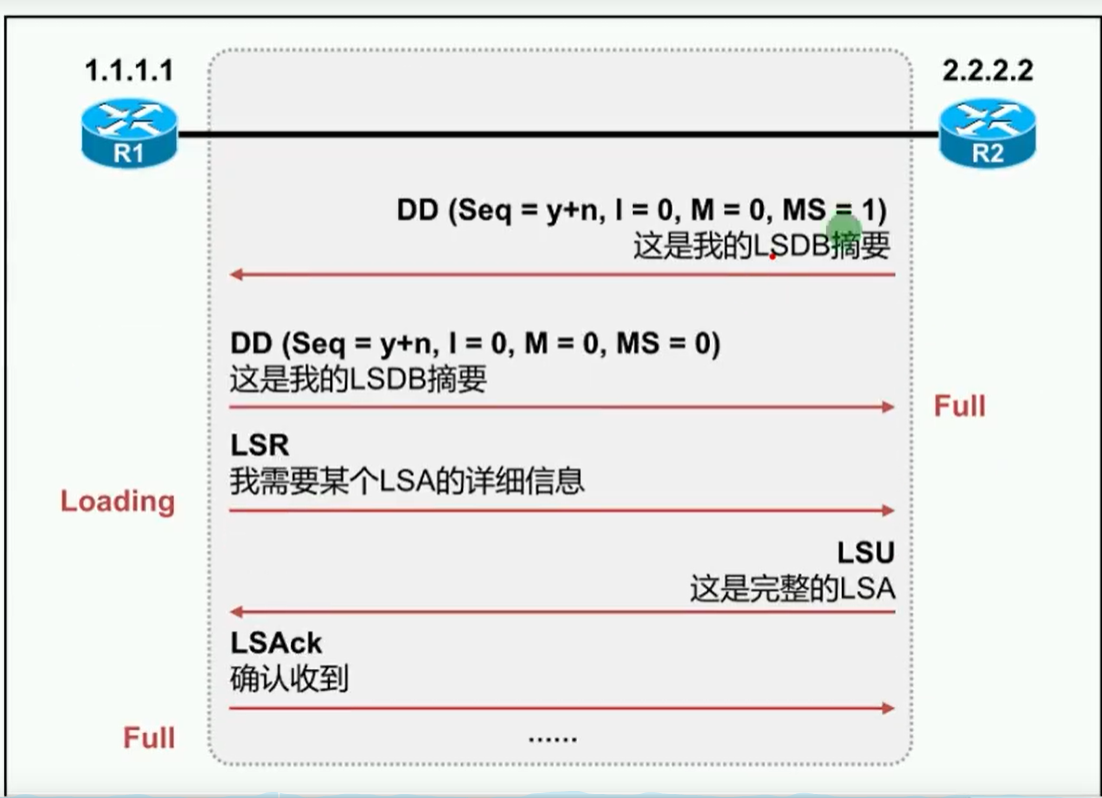 1.1.1.1
2.2.2.2
R1
R2
DD (Seq = y+n, I = 0, M = 0, MS = 1)
这是我的LSDB摘要
DD (Seq = y+n, I = 0, M = 0, MS = 0)
这是我的LSDB摘要
Full
LSR
我需要某个LSA的详细信息
Loading
LSU
这是完整的LSA
LSAck
确认收到
Full
......